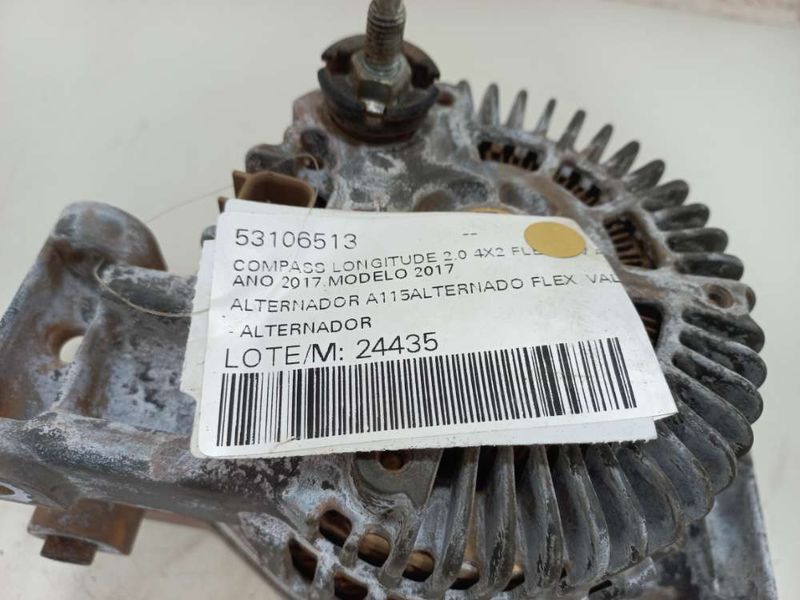 53106513 --
COMPASS LONGITUDE 2.0 4X2
ANO 2017 MODELO 2017
ALTERNADOR A115ALTERNADO FLEX
- ALTERNADOR
LOTE/M: 24435